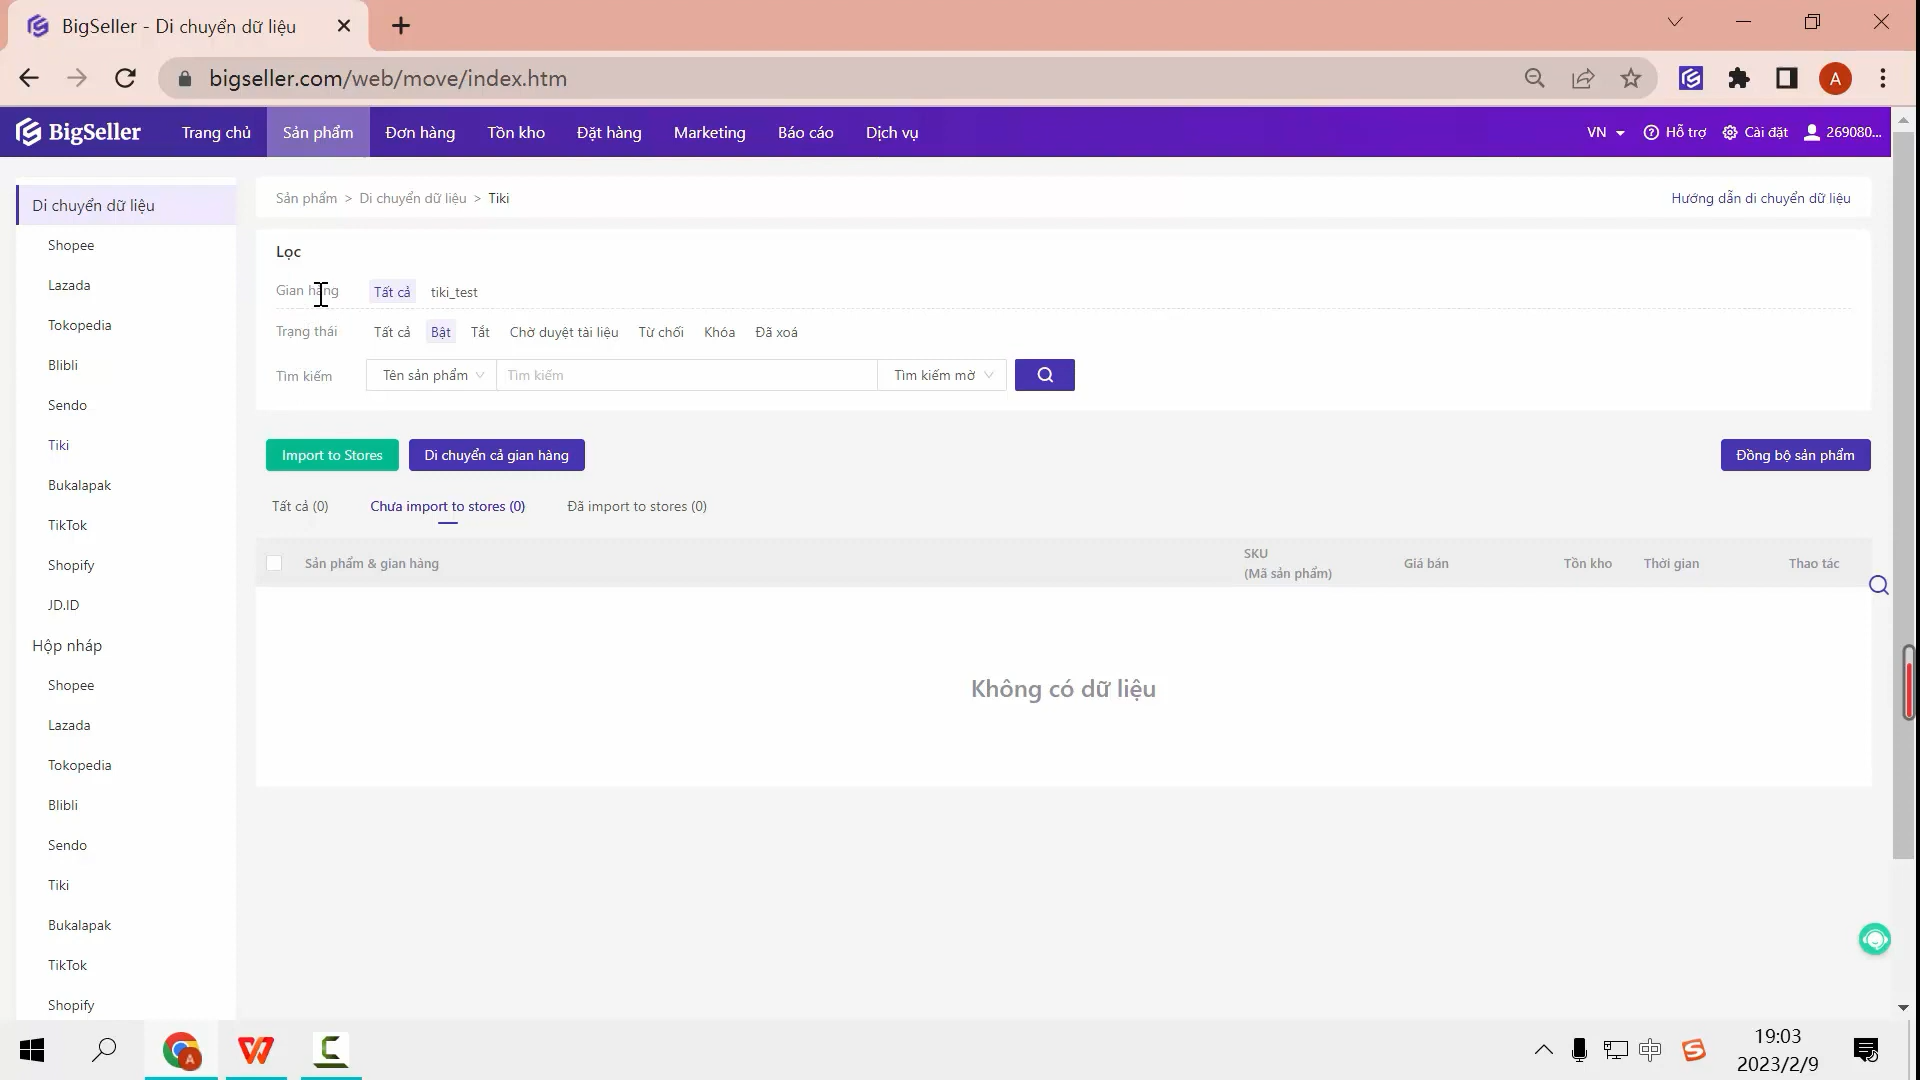 BigSeller - Di chuyển dữ liệu
bigseller.com/web/move/index.htm
A
BigSeller Trang chủ Sản phẩm Đơn hàng Tồn kho Đặt hàng Marketing Báo cáo Dịch vụ VN Hỗ trợ Cài đặt 269080...
Di chuyển dữ liệu
Shopee
Lazada
Tokopedia
Blibli
Sendo
Tiki
Bukalapak
TikTok
Shopify
JD.ID
Hộp nháp
Shopee
Lazada
Tokopedia
Blibli
Sendo
Tiki
Bukalapak
TikTok
Shopify
Sản phẩm > Di chuyển dữ liệu > Tiki Hướng dẫn di chuyển dữ liệu
Lọc
Gian hàng Tất cả tiki_test
Trạng thái Tất cả Bật Tắt Chờ duyệt tài liệu Từ chối Khóa Đã xoá
Tìm kiếm Tên sản phẩm Tìm kiếm Tìm kiếm mờ
Import to Stores Di chuyển cả gian hàng Đồng bộ sản phẩm
Tất cả (0) Chưa import to stores (0) Đã import to stores (0)
Sản phẩm & gian hàng SKU (Mã sản phẩm) Giá bán Tồn kho Thời gian Thao tác
Không có dữ liệu
A
中
19:03
2023/2/9